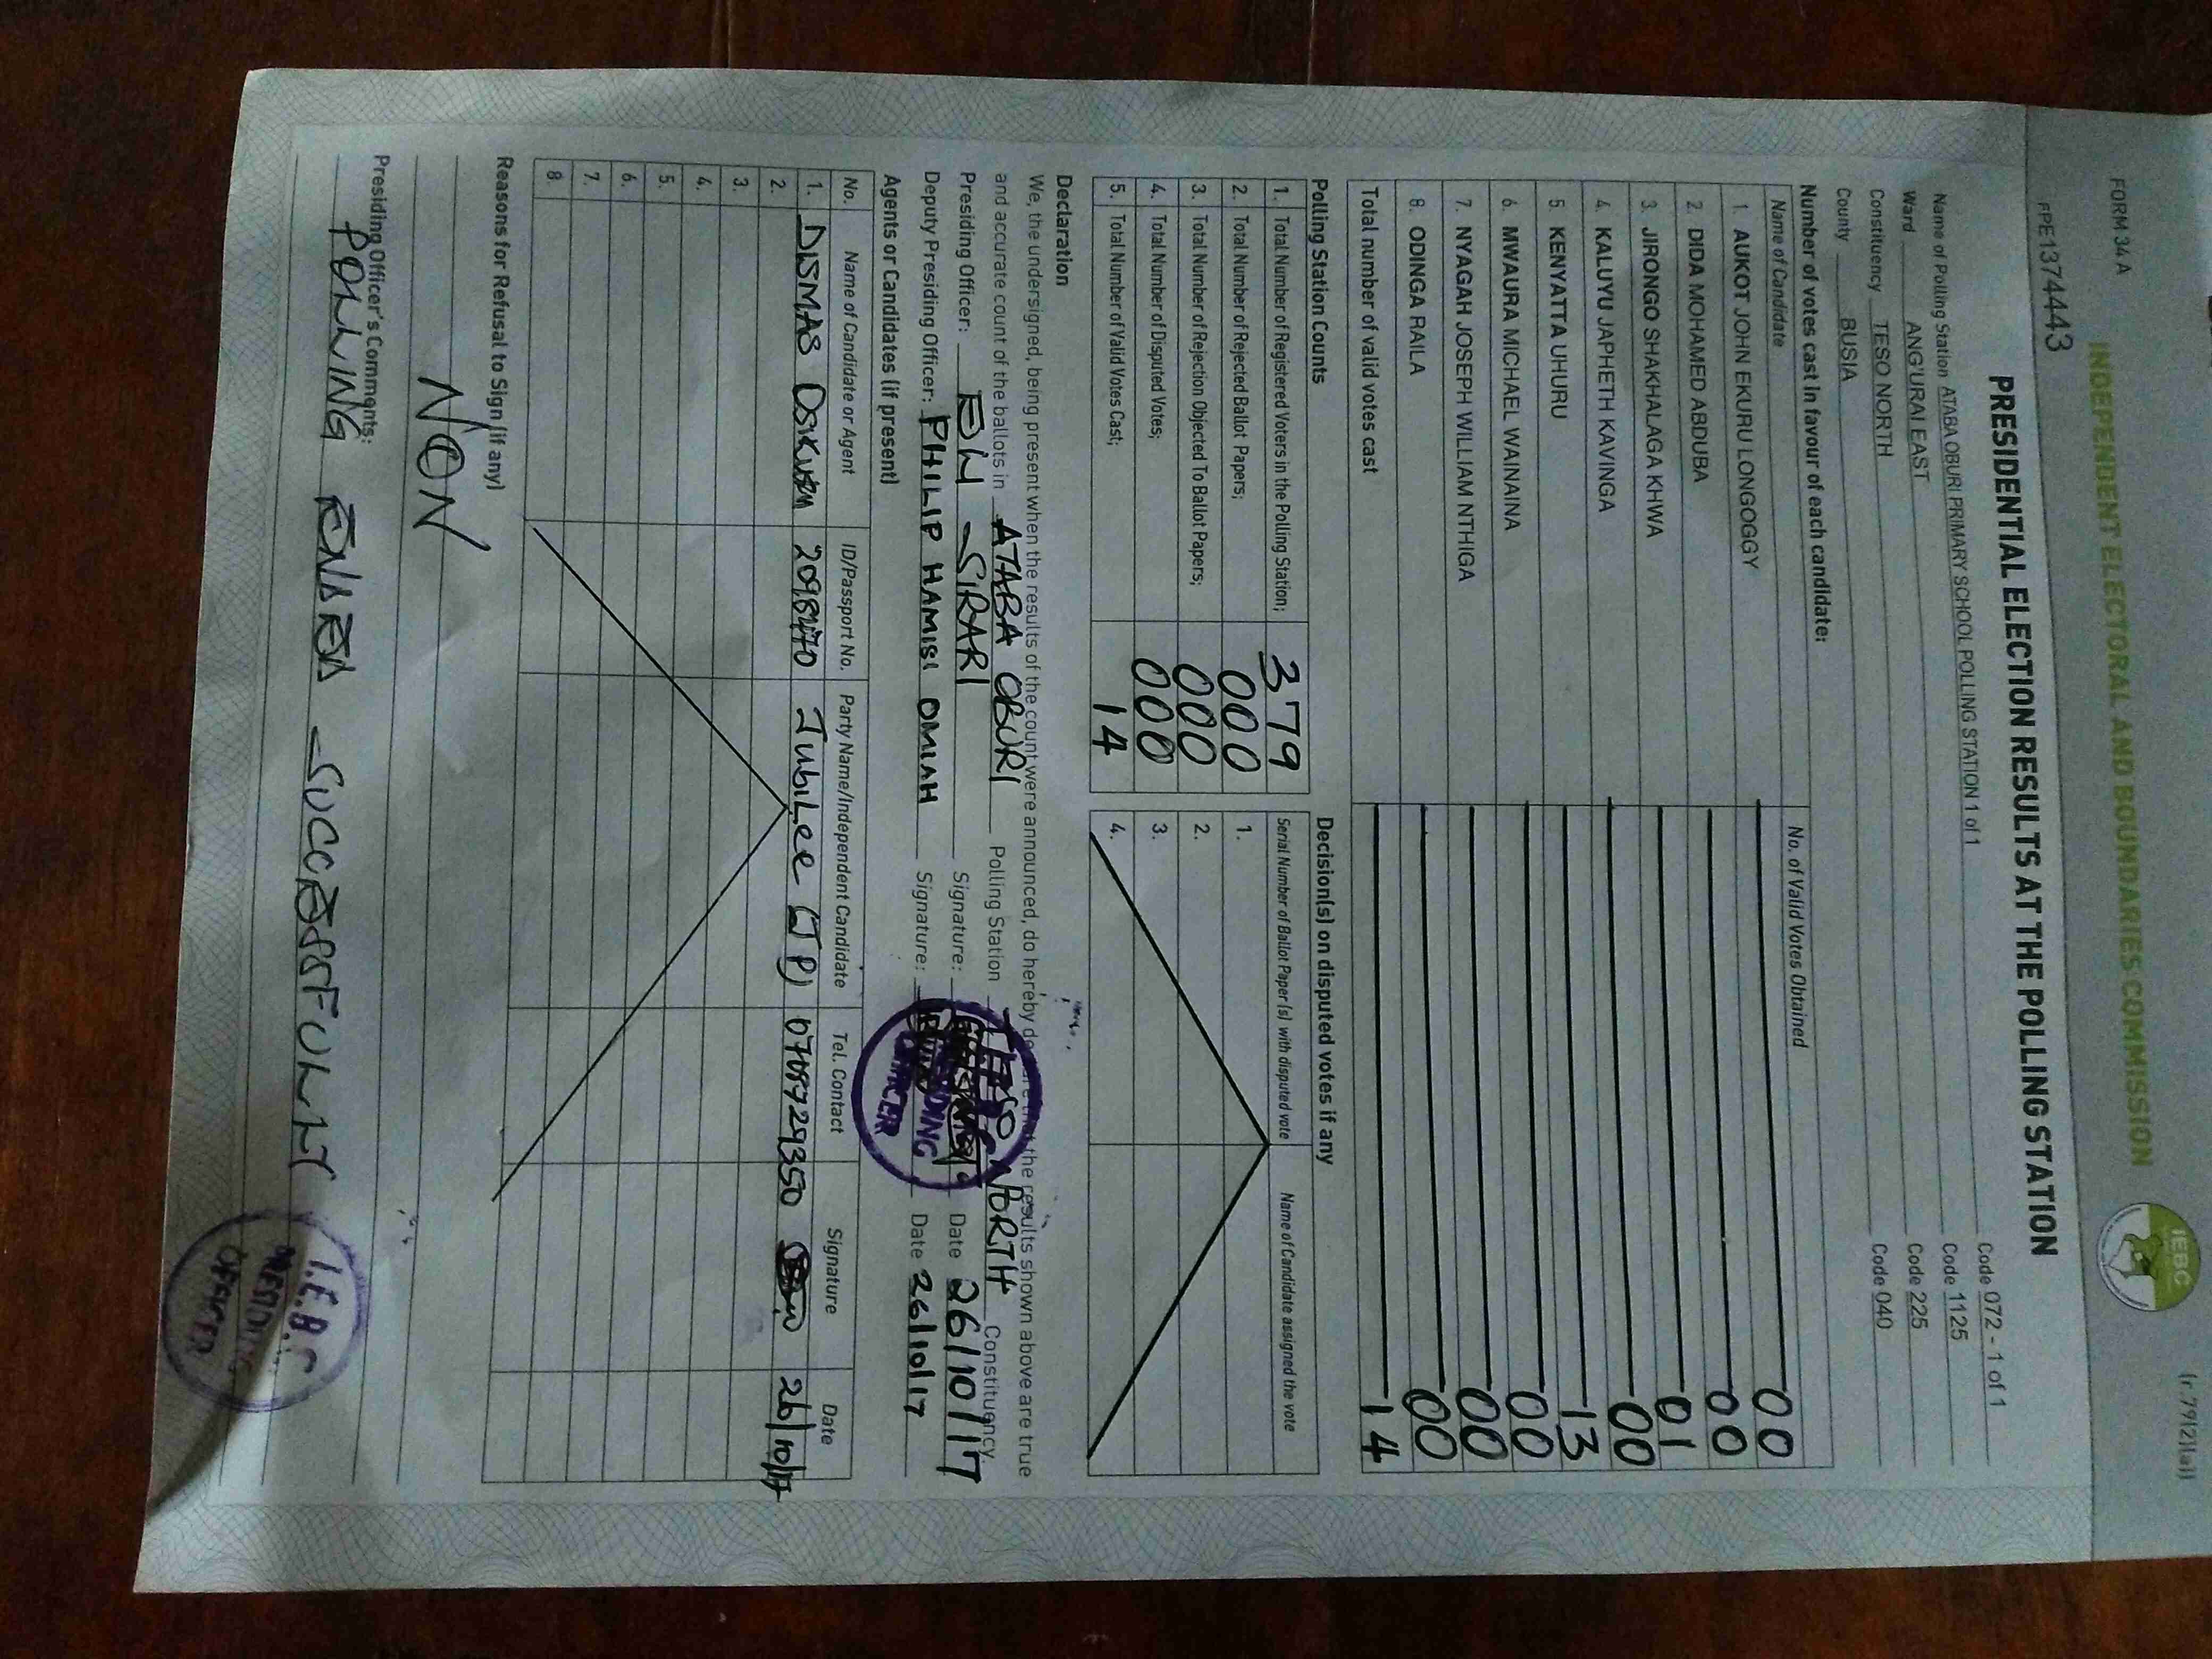 FORM 34 A
(r.79(2)(a))
INDEPENDENT ELECTORAL AND BOUNDARIES COMMISSION
IEBC
PRESIDENTIAL ELECTION RESULTS AT THE POLLING STATION
FPE1374443
Name of Polling Station ATABA OBURI PRIMARY SCHOOL POLLING STATION 1 of 1 Code 072 - 1 of 1
Ward ANG'URAI EAST Code 1125
Constituency TESO NORTH Code 225
County BUSIA Code 040
Number of votes cast in favour of each candidate:
Name of Candidate No. of Valid Votes Obtained
1. AUKOT JOHN EKURU LONGOGGY 00
2. DIDA MOHAMED ABDUBA 00
3. JIRONGO SHAKHALAGA KHWA 01
4. KALUYU JAPHETH KAVINGA 00
5. KENYATTA UHURU 13
6. MWAURA MICHAEL WAINAINA 00
7. NYAGAH JOSEPH WILLIAM NTHIGA 00
8. ODINGA RAILA 00
Total number of valid votes cast 14
Polling Station Counts
1. Total Number of Registered Voters in the Polling Station; 379
2. Total Number of Rejected Ballot Papers; 000
3. Total Number of Rejection Objected To Ballot Papers; 000
4. Total Number of Disputed Votes; 000
5. Total Number of Valid Votes Cast; 14
Decision(s) on disputed votes if any
Serial Number of Ballot Paper (s) with disputed vote Name of Candidate assigned the vote
1.
2.
3.
4.
Declaration
We, the undersigned, being present when the results of the count were announced, do hereby declare that the results shown above are true
and accurate count of the ballots in ATABA OBURI Polling Station TESO NORTH Constituency
Presiding Officer: Signature: Date 26/10/17
Deputy Presiding Officer: PHILIP HAMISI OMIAH Signature: Date 26/10/17
PRESIDING
OFFICER
Agents or Candidates (if present)
No. Name of Candidate or Agent ID/Passport No. Party Name/Independent Candidate Tel. Contact Signature Date
1. DISMAS JubiLee (JP) 0708729350 26/10/17
2.
3.
4.
5.
6.
7.
8.
Reasons for Refusal to Sign (if any)
NON
Presiding Officer's Comments:
POLLING ENDED SUCCESSFULLY
I.E.B.C
PRESIDING
OFFICER